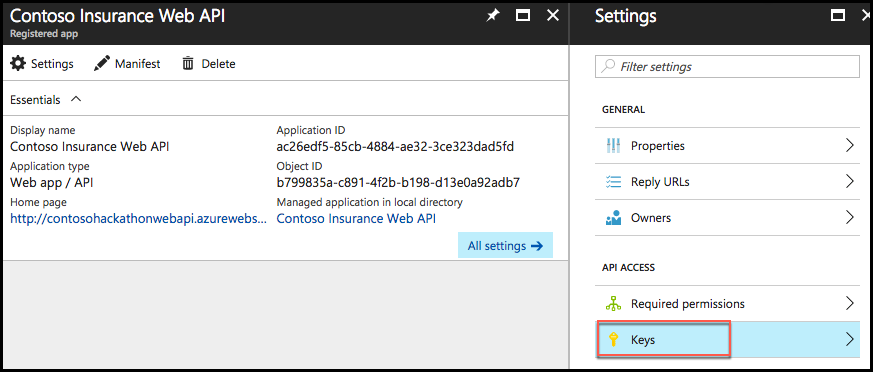 Contoso Insurance Web API
Registered app
Settings
Manifest
Delete
Essentials
Display name
Contoso Insurance Web API
Application type
Web app / API
Home page
http://contosohackathonwebapi.azurewebs...
Application ID
ac26edf5-85cb-4884-ae32-3ce323dad5fd
Object ID
b799835a-c891-4f2b-b198-d13e0a92adb7
Managed application in local directory
Contoso Insurance Web API
All settings
Settings
Filter settings
GENERAL
Properties
Reply URLs
Owners
API ACCESS
Required permissions
Keys